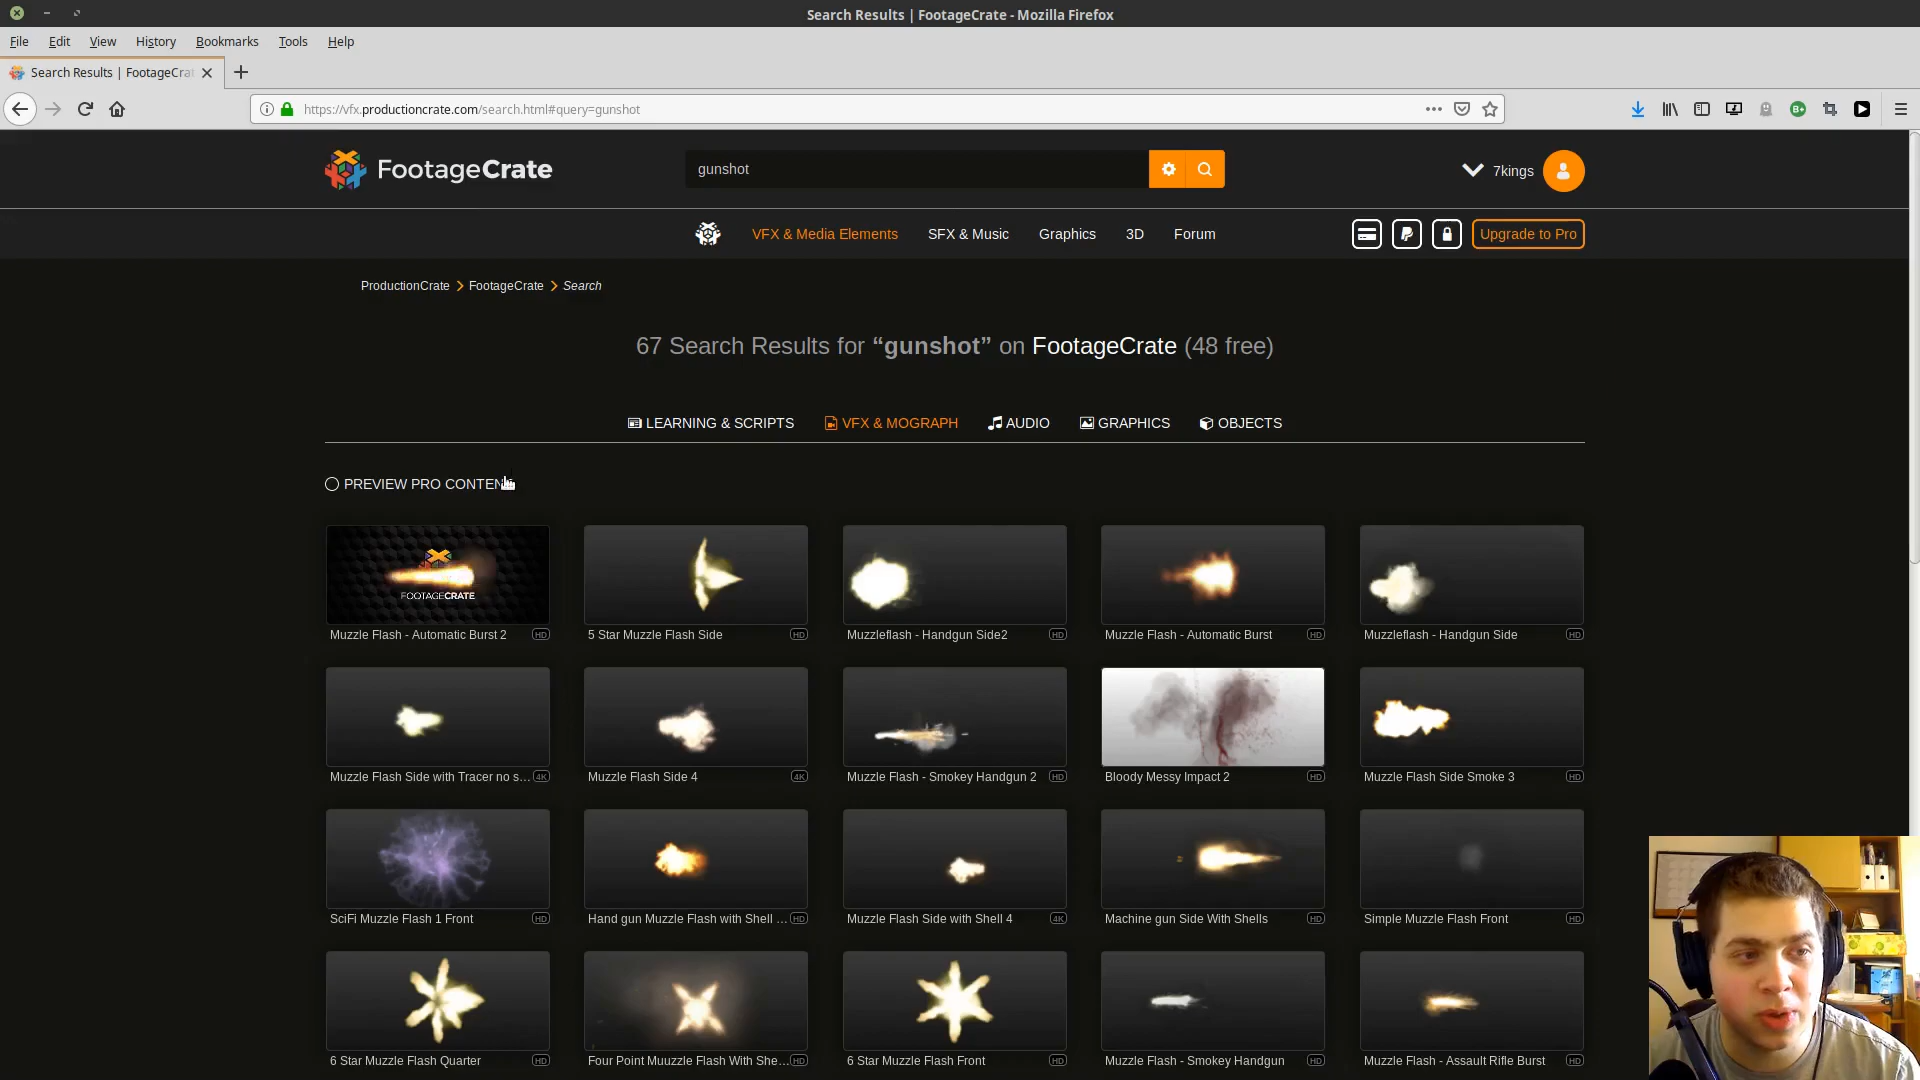 Search Results | FootageCrate - Mozilla Firefox
File Edit View History Bookmarks Tools Help
Search Results | FootageCrat
https://vfx.productioncrate.com/search.html#query=gunshot
FootageCrate
gunshot
7kings
VFX & Media Elements SFX & Music Graphics 3D Forum
Upgrade to Pro
ProductionCrate FootageCrate Search
67 Search Results for “gunshot” on FootageCrate (48 free)
LEARNING & SCRIPTS VFX & MOGRAPH AUDIO GRAPHICS OBJECTS
PREVIEW PRO CONTENT
FOOTAGECRATE
Muzzle Flash - Automatic Burst 2 HD
5 Star Muzzle Flash Side HD
Muzzleflash - Handgun Side2 HD
Muzzle Flash - Automatic Burst HD
Muzzleflash - Handgun Side HD
Muzzle Flash Side with Tracer no s... 4K
Muzzle Flash Side 4 4K
Muzzle Flash - Smokey Handgun 2 HD
Bloody Messy Impact 2 HD
Muzzle Flash Side Smoke 3 HD
SciFi Muzzle Flash 1 Front HD
Hand gun Muzzle Flash with Shell ... HD
Muzzle Flash Side with Shell 4 4K
Machine gun Side With Shells HD
Simple Muzzle Flash Front HD
6 Star Muzzle Flash Quarter HD
Four Point Muuzzle Flash With She... HD
6 Star Muzzle Flash Front HD
Muzzle Flash - Smokey Handgun HD
Muzzle Flash - Assault Rifle Burst HD